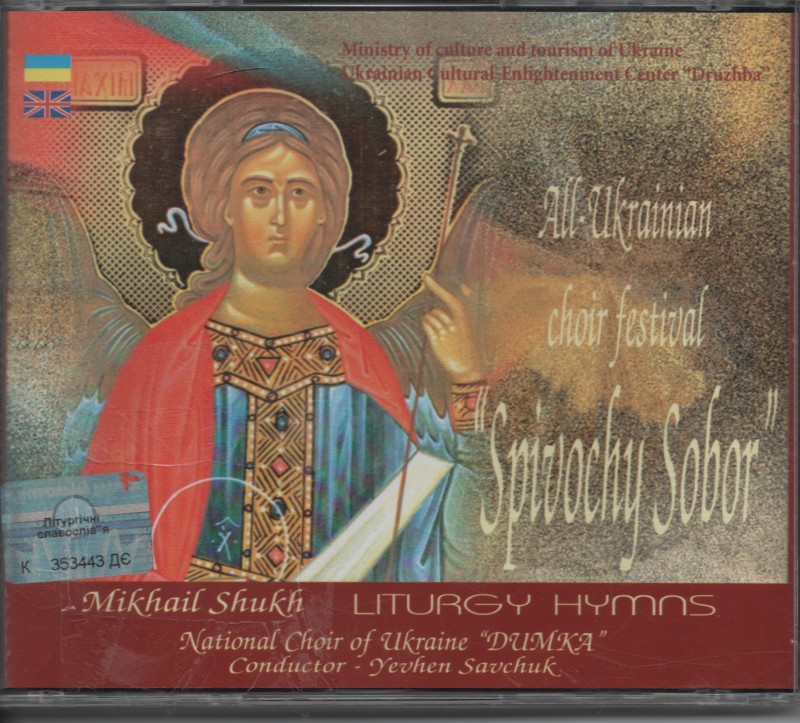 Ministry of culture and tourism of Ukraine
Ukrainian Cultural-Enlightenment Center "Druzhba"
All-Ukrainian
choir festival
"Spivochy Sobor"
Літургічні
славослів"я
К 353443 ДЄ
Mikhail Shukh LITURGY HYMNS
National Choir of Ukraine "DUMKA"
Conductor - Yevhen Savchuk